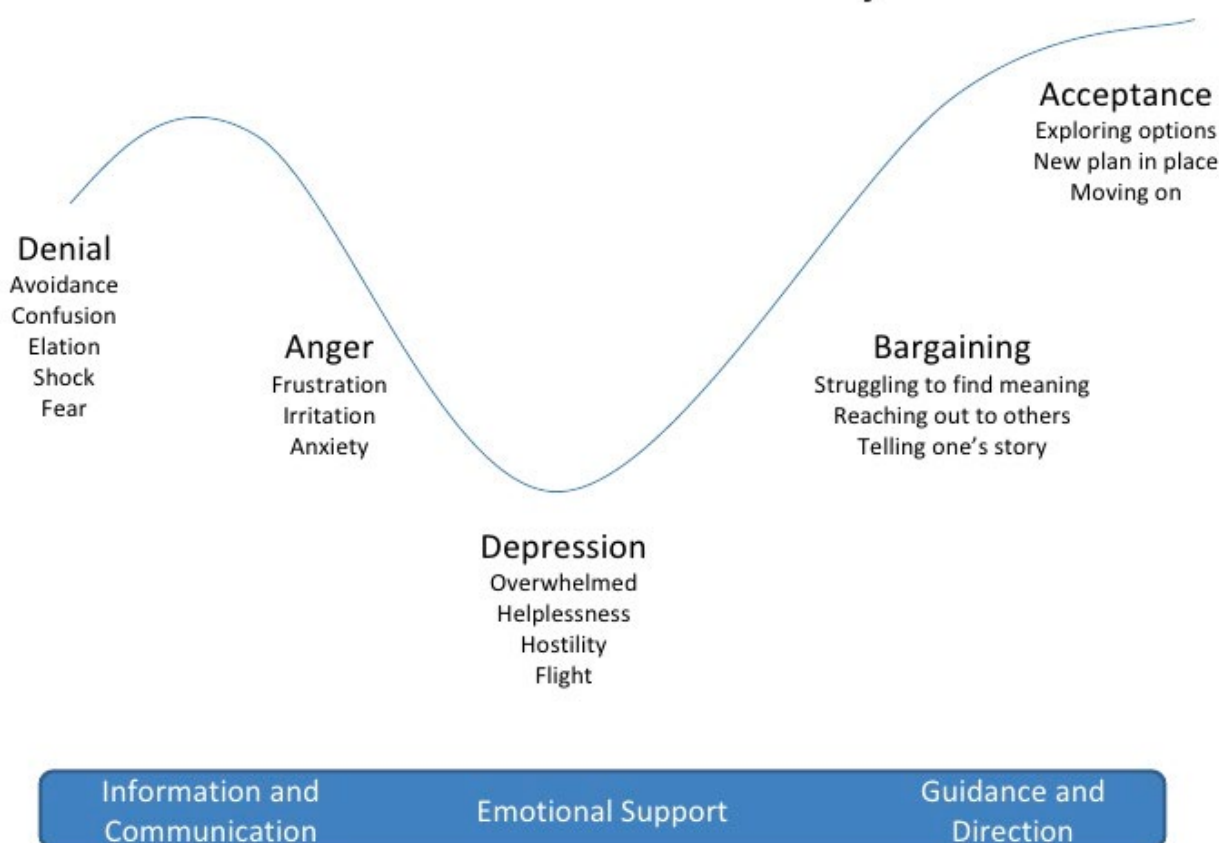 Denial
Avoidance
Confusion
Elation
Shock
Fear
Anger
Frustration
Irritation
Anxiety
Depression
Overwhelmed
Helplessness
Hostility
Flight
Bargaining
Struggling to find meaning
Reaching out to others
Telling one’s story
Acceptance
Exploring options
New plan in place
Moving on
Information and
Communication
Emotional Support
Guidance and
Direction